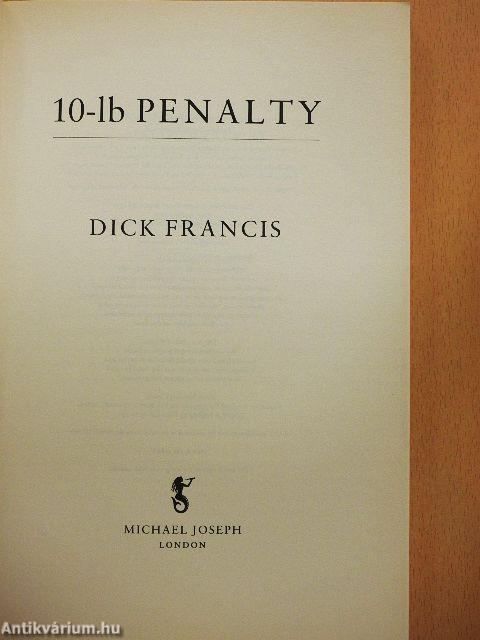 10-lb PENALTY
DICK FRANCIS
MICHAEL JOSEPH
LONDON
Antikvárium.hu